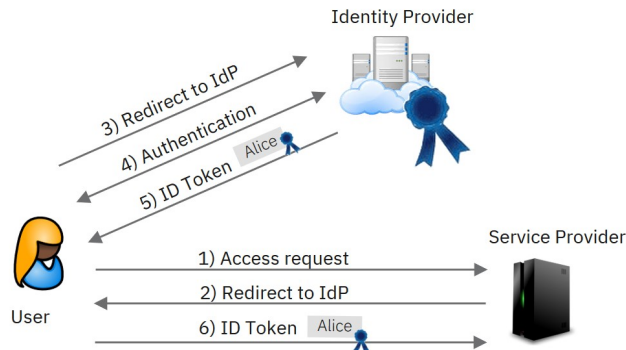 Identity Provider
3) Redirect to IdP
4) Authentication
5) ID Token Alice
Service Provider
1) Access request
2) Redirect to IdP
User
6) ID Token Alice